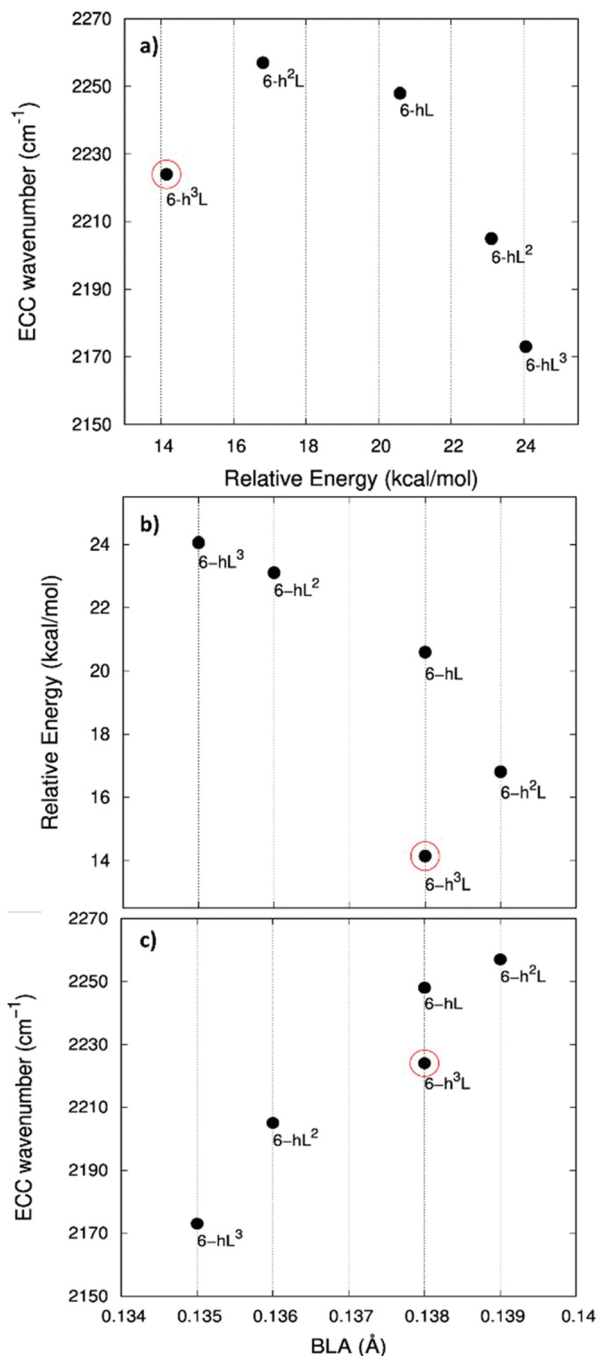 a)
2270
2250
2230
2210
2190
2170
2150
ECC wavenumber (cm⁻¹)
6-h²L
6-hL
6-h³L
6-hL²
6-hL³
14 16 18 20 22 24
Relative Energy (kcal/mol)
b)
24
22
20
18
16
14
Relative Energy (kcal/mol)
6−hL³
6−hL²
6−hL
6−h²L
6−h³L
c)
2270
2250
2230
2210
2190
2170
2150
ECC wavenumber (cm⁻¹)
6−h²L
6−hL
6−h³L
6−hL²
6−hL³
0.134 0.135 0.136 0.137 0.138 0.139 0.14
BLA (Å)